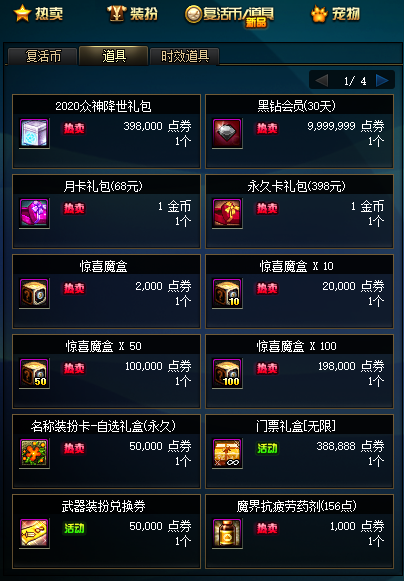 热卖 装扮 复活币/道具 宠物
新品
复活币 道具 时效道具
1/ 4
2020众神降世礼包
热卖 398,000 点券
1个
黑钻会员(30天)
热卖 9,999,999 点券
1个
月卡礼包(68元)
热卖 1 金币
1个
永久卡礼包(398元)
热卖 1 金币
1个
惊喜魔盒
热卖 2,000 点券
1个
惊喜魔盒 X 10
10
热卖 20,000 点券
1个
惊喜魔盒 X 50
50
热卖 100,000 点券
1个
惊喜魔盒 X 100
100
热卖 198,000 点券
1个
名称装扮卡-自选礼盒(永久)
热卖 50,000 点券
1个
门票礼盒[无限]
活动 388,888 点券
1个
武器装扮兑换券
活动 50,000 点券
1个
魔界抗疲劳药剂(156点)
热卖 1,000 点券
1个